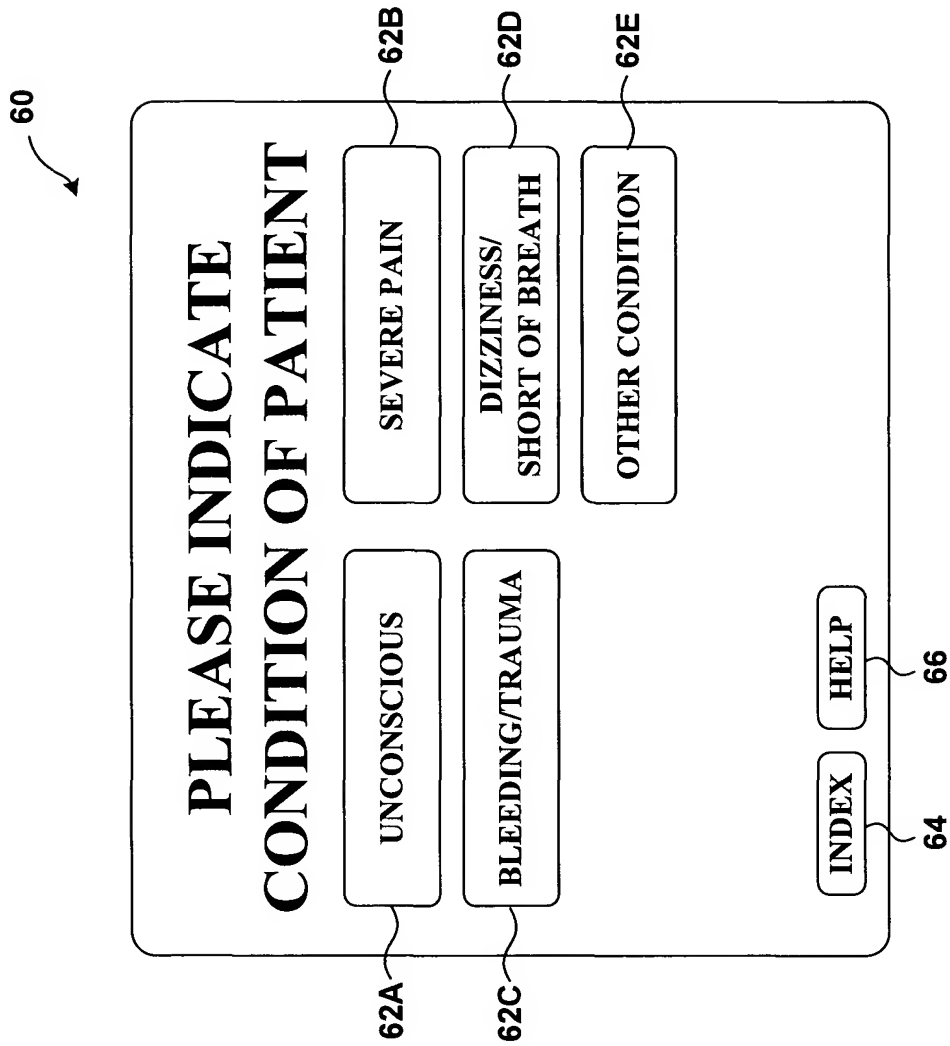 60
PLEASE INDICATE
CONDITION OF PATIENT
62A
UNCONSCIOUS
SEVERE PAIN
62B
62C
BLEEDING/TRAUMA
DIZZINESS/
SHORT OF BREATH
62D
OTHER CONDITION
62E
INDEX
HELP
64
66